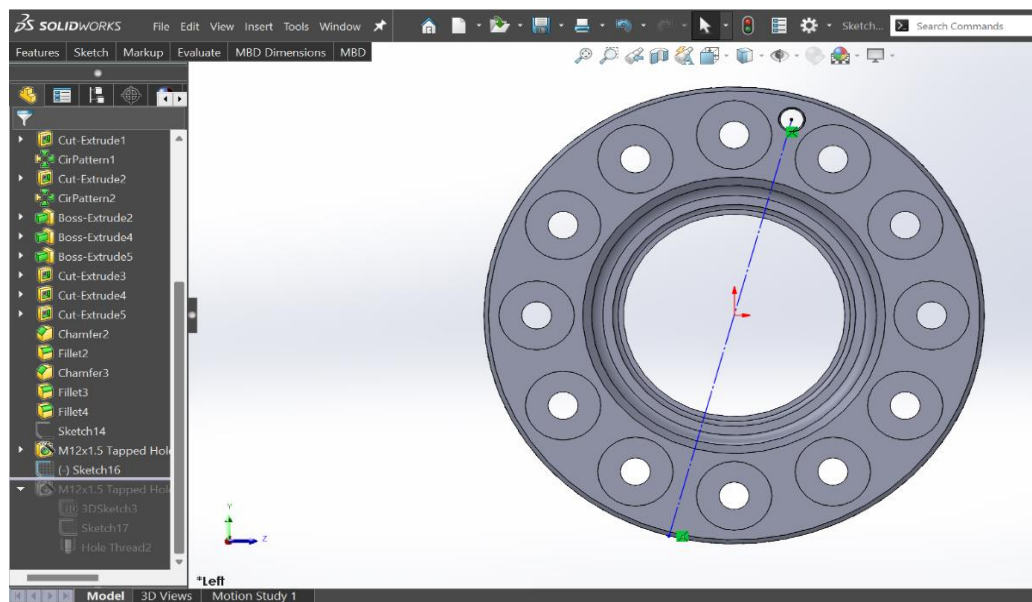 SOLIDWORKS File Edit View Insert Tools Window Sketch... Search Commands
Features Sketch Markup Evaluate MBD Dimensions MBD
Cut-Extrude1
CirPattern1
Cut-Extrude2
CirPattern2
Boss-Extrude2
Boss-Extrude4
Boss-Extrude5
Cut-Extrude3
Cut-Extrude4
Cut-Extrude5
Chamfer2
Fillet2
Chamfer3
Fillet3
Fillet4
Sketch14
M12x1.5 Tapped Hol
(-) Sketch16
M12x1.5 Tapped Hol
3DSketch3
Sketch17
Hole Thread2
Y
Z
*Left
Model 3D Views Motion Study 1